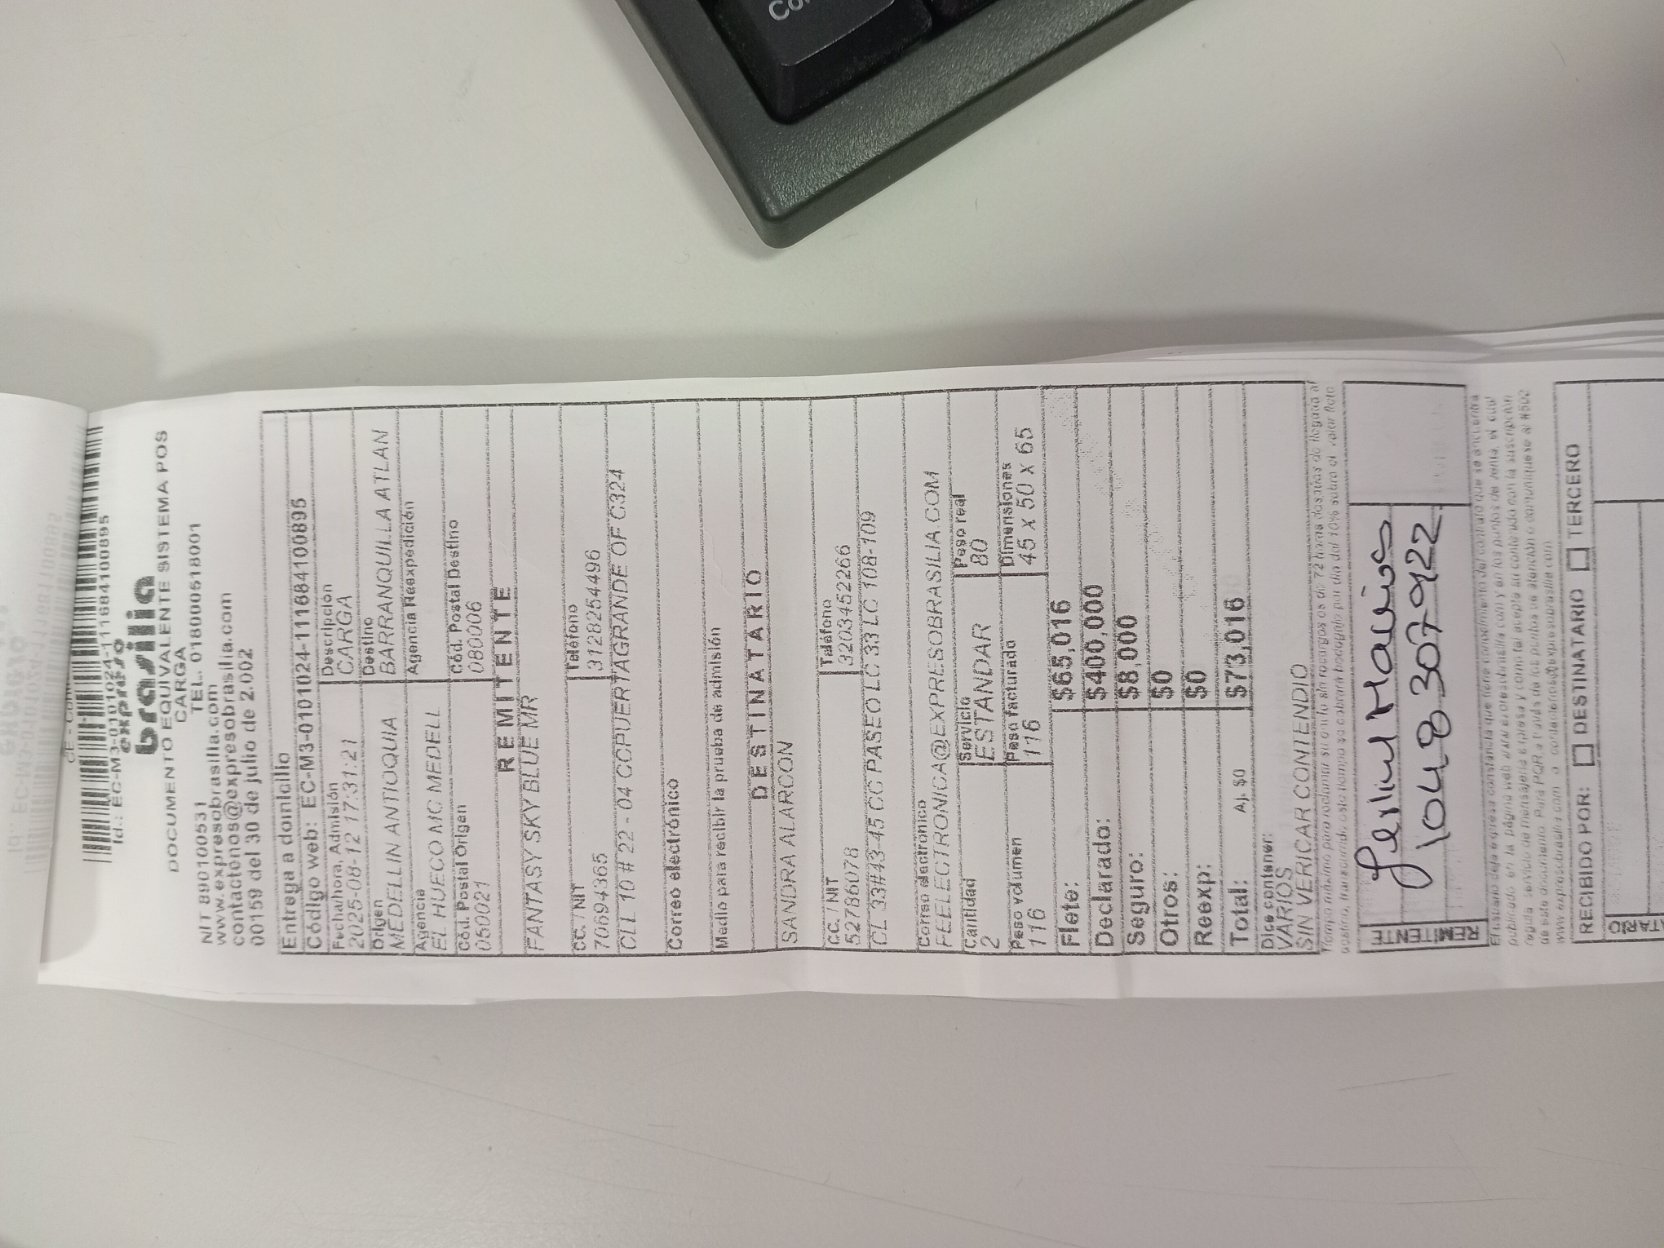 Id.: EC-M3-0101024-111684100895
expreso
brasilia
DOCUMENTO EQUIVALENTE SISTEMA POS
CARGA
NIT 890100531 TEL. 018000518001
www.expresobrasilia.com
contactenos@expresobrasilia.com
00159 del 30 de julio de 2.002
Entrega a domicilio
Código web: EC-M3-0101024-111684100895
Fecha/hora, Admisión Descripción
2025-08-12 17:31:21 CARGA
Origen Destino
MEDELLIN ANTIOQUIA BARRANQUILLA ATLAN
Agencia Agencia Reexpedición
EL HUECO MC MEDELL
Cód. Postal Origen Cód. Postal Destino
050021 080006
REMITENTE
FANTASY SKY BLUE MR
CC. / NIT Teléfono
70594365 3128254496
CLL 10 # 22 - 04 CCPUERTAGRANDE OF C324
Correo electrónico
Medio para recibir la prueba de admisión
DESTINATARIO
SANDRA ALARCON
CC. / NIT Teléfono
52786078 3203452266
CL 33#43-45 CC PASEO LC 33 LC 108-109
Correo electrónico
FEELECTRONICA@EXPRESOBRASILIA.COM
Cantidad Servicio Peso real
2 ESTANDAR 80
Peso volumen Peso facturado Dimensiones
116 116 45 x 50 x 65
Flete: $65,016
Declarado: $400,000
Seguro: $8,000
Otros: $0
Reexp: $0
Total: Aj. $0 $73,016
Dice contener:
VARIOS
SIN VERICAR CONTENIDO
REMITENTE
1048307922
RECIBIDO POR: DESTINATARIO TERCERO